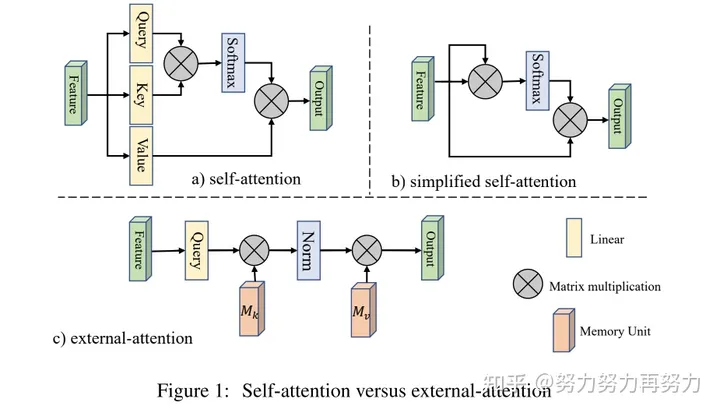 Feature
Query
Key
Value
Softmax
Output
a) self-attention
Feature
Softmax
Output
b) simplified self-attention
Feature
Query
Norm
Output
M_k
M_v
c) external-attention
Linear
Matrix multiplication
Memory Unit
知乎 @努力努力再努力
Figure 1: Self-attention versus external-attention